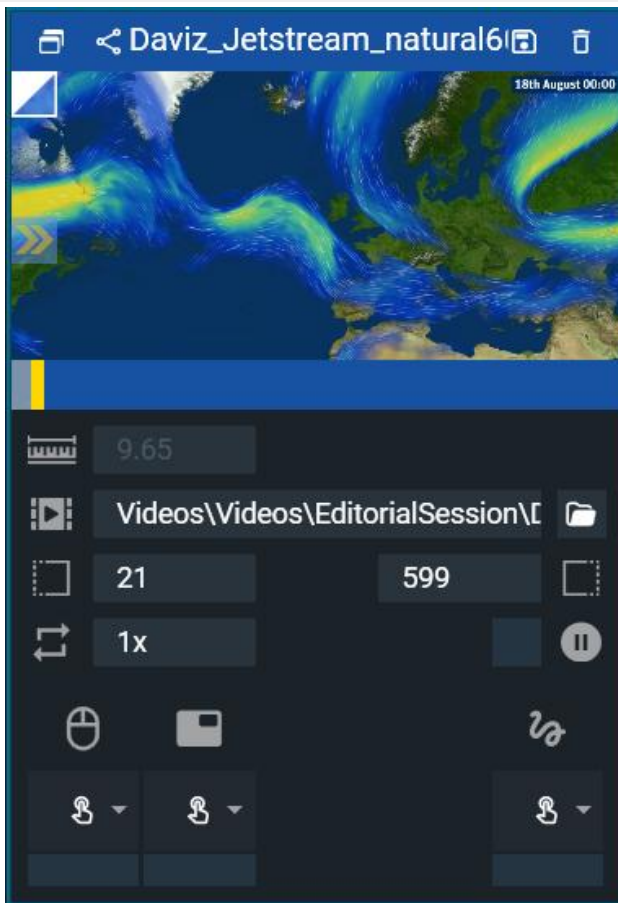 Daviz_Jetstream_natural6
18th August 00:00
9.65
Videos\Videos\EditorialSession\D
21 599
1x